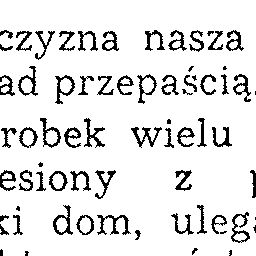 czyzna nasza
ad przepaścią.
robek wielu
esiony z
ki dom, ulega